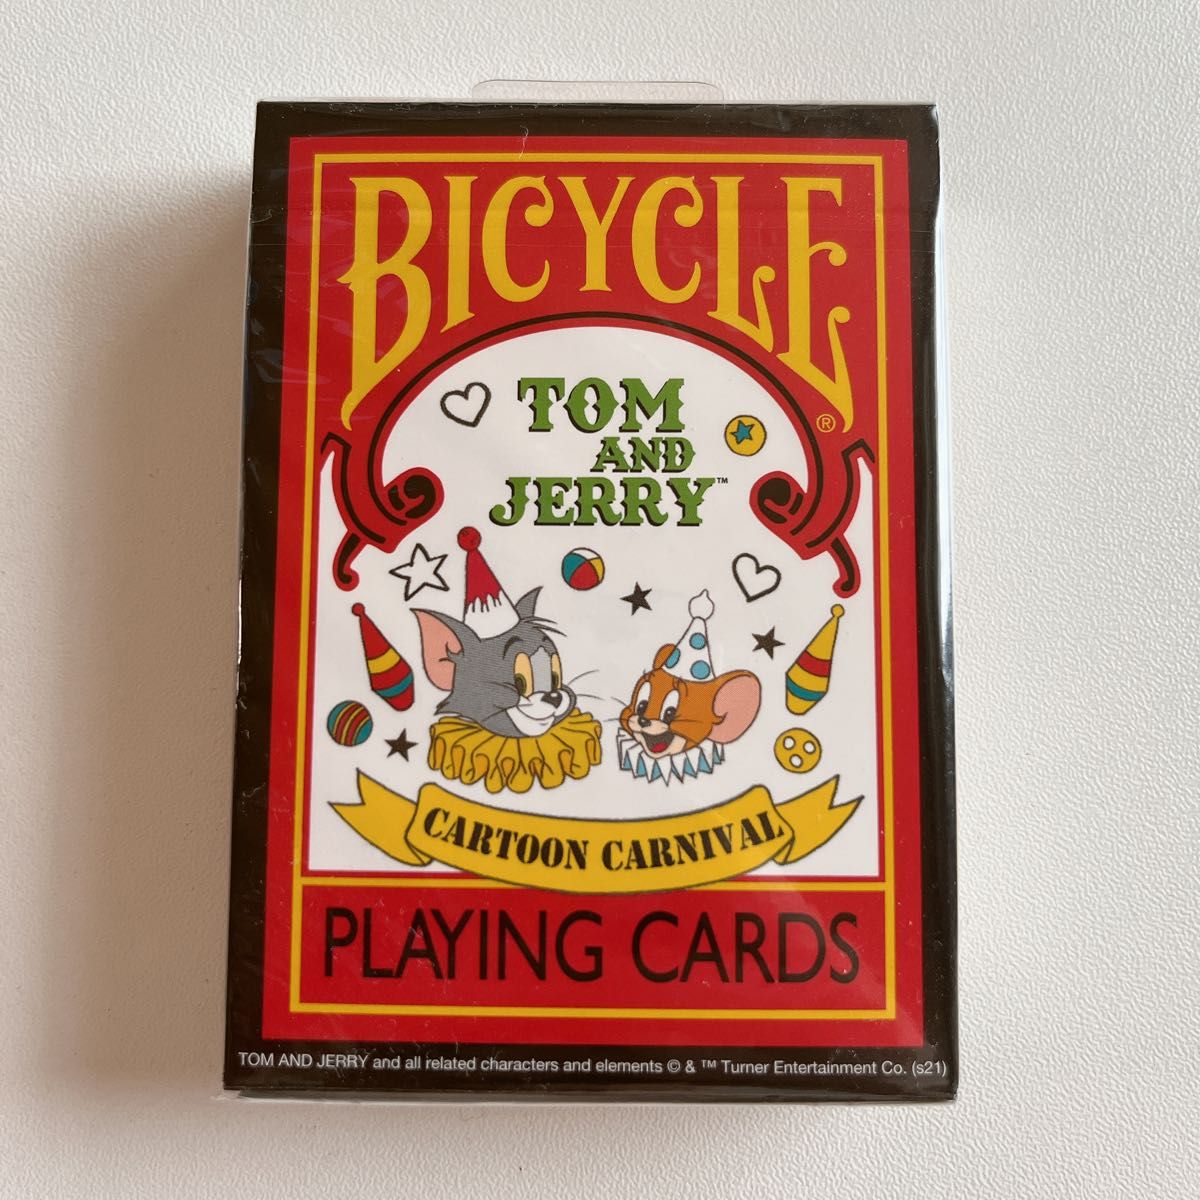 BICYCLE®
TOM
AND
JERRY™
CARTOON CARNIVAL
PLAYING CARDS
TOM AND JERRY and all related characters and elements © & ™ Turner Entertainment Co. (s21)